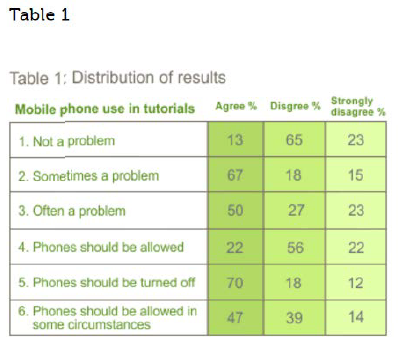 Table 1
Table 1: Distribution of results
Mobile phone use in tutorials Agree % Disgree % Strongly disagree %
1. Not a problem 13 65 23
2. Sometimes a problem 67 18 15
3. Often a problem 50 27 23
4. Phones should be allowed 22 56 22
5. Phones should be turned off 70 18 12
6. Phones should be allowed in some circumstances 47 39 14